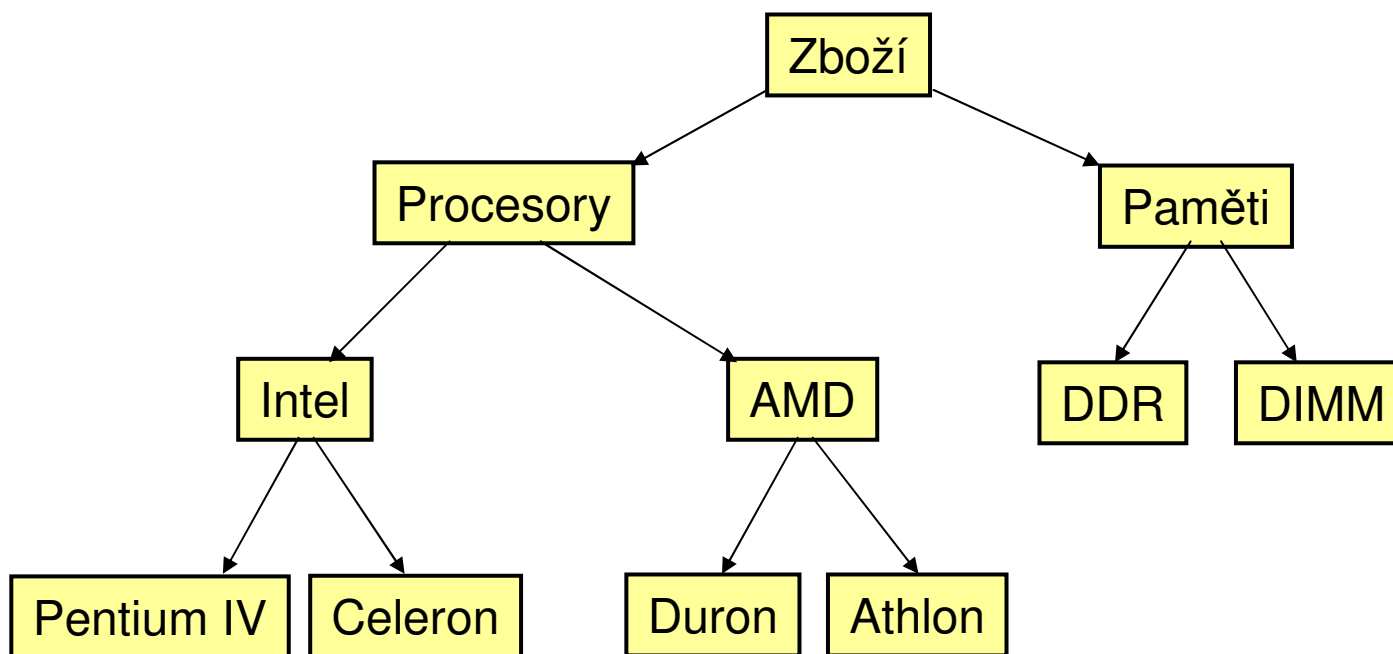 Zboží
Procesory
Paměti
Intel
AMD
DDR
DIMM
Pentium IV
Celeron
Duron
Athlon